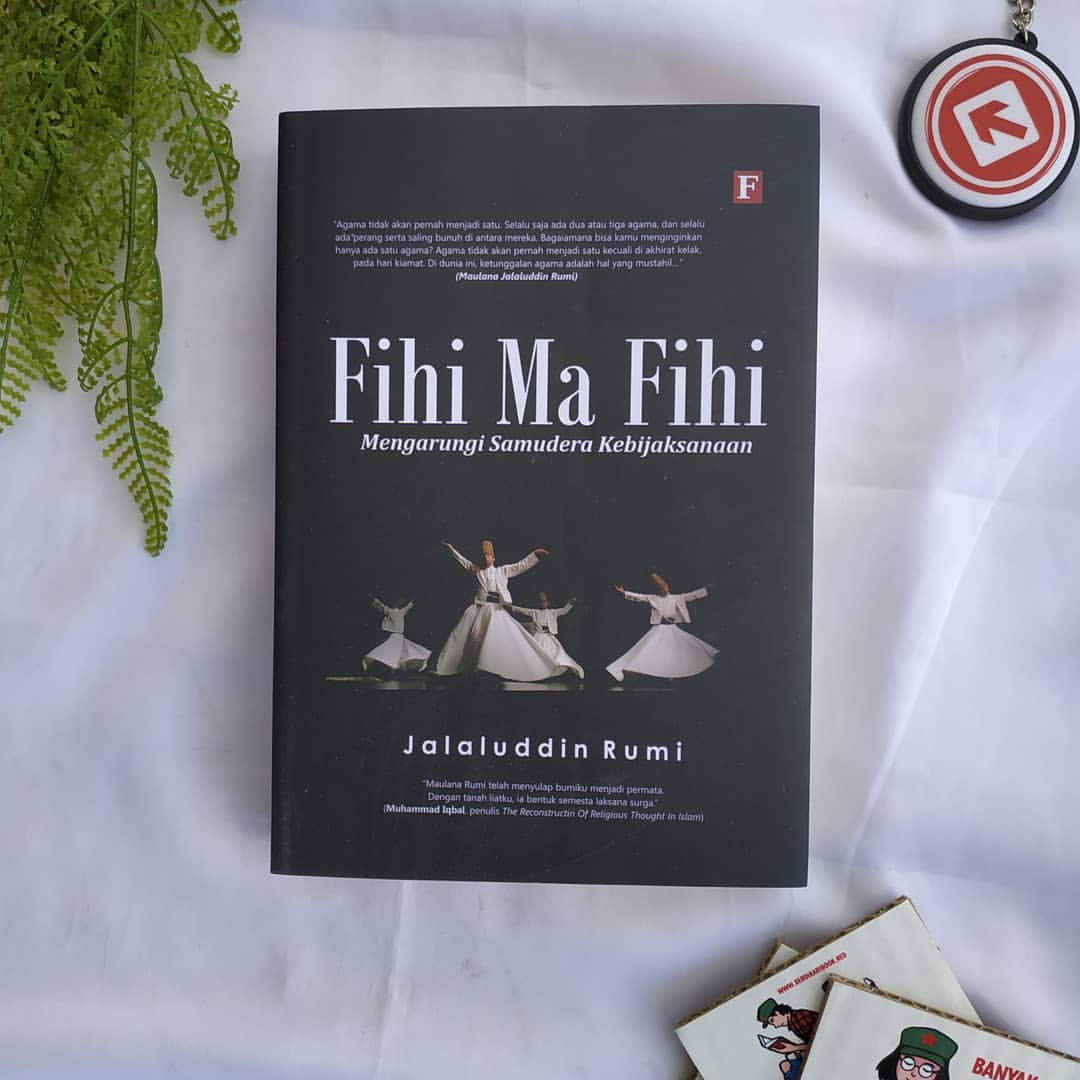 F
"Agama tidak akan pernah menjadi satu. Selalu saja ada dua atau tiga agama, dan selalu
ada perang serta saling bunuh di antara mereka. Bagaiamana bisa kamu menginginkan
hanya ada satu agama? Agama tidak akan pernah menjadi satu kecuali di akhirat kelak,
pada hari kiamat. Di dunia ini, ketunggalan agama adalah hal yang mustahil..."
(Maulana Jalaluddin Rumi)
Fihi Ma Fihi
Mengarungi Samudera Kebijaksanaan
Jalaluddin Rumi
"Maulana Rumi telah menyulap bumiku menjadi permata.
Dengan tanah liatku, ia bentuk semesta laksana surga."
(Muhammad Iqbal, penulis The Reconstructin Of Religious Thought In Islam)
BANYAK